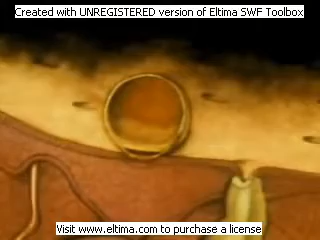 Created with UNREGISTERED version of Eltima SWF Toolbox
Visit www.eltima.com to purchase a license